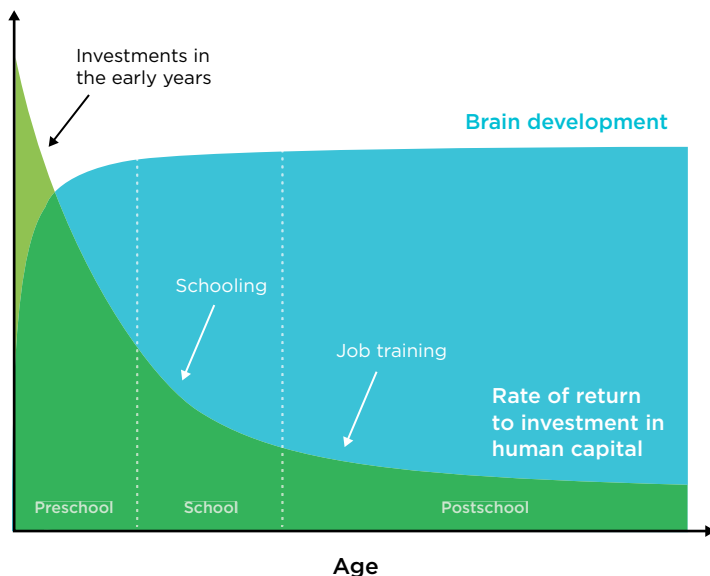 Investments in
the early years
Brain development
Schooling
Job training
Rate of return
to investment in
human capital
Preschool
School
Postschool
Age